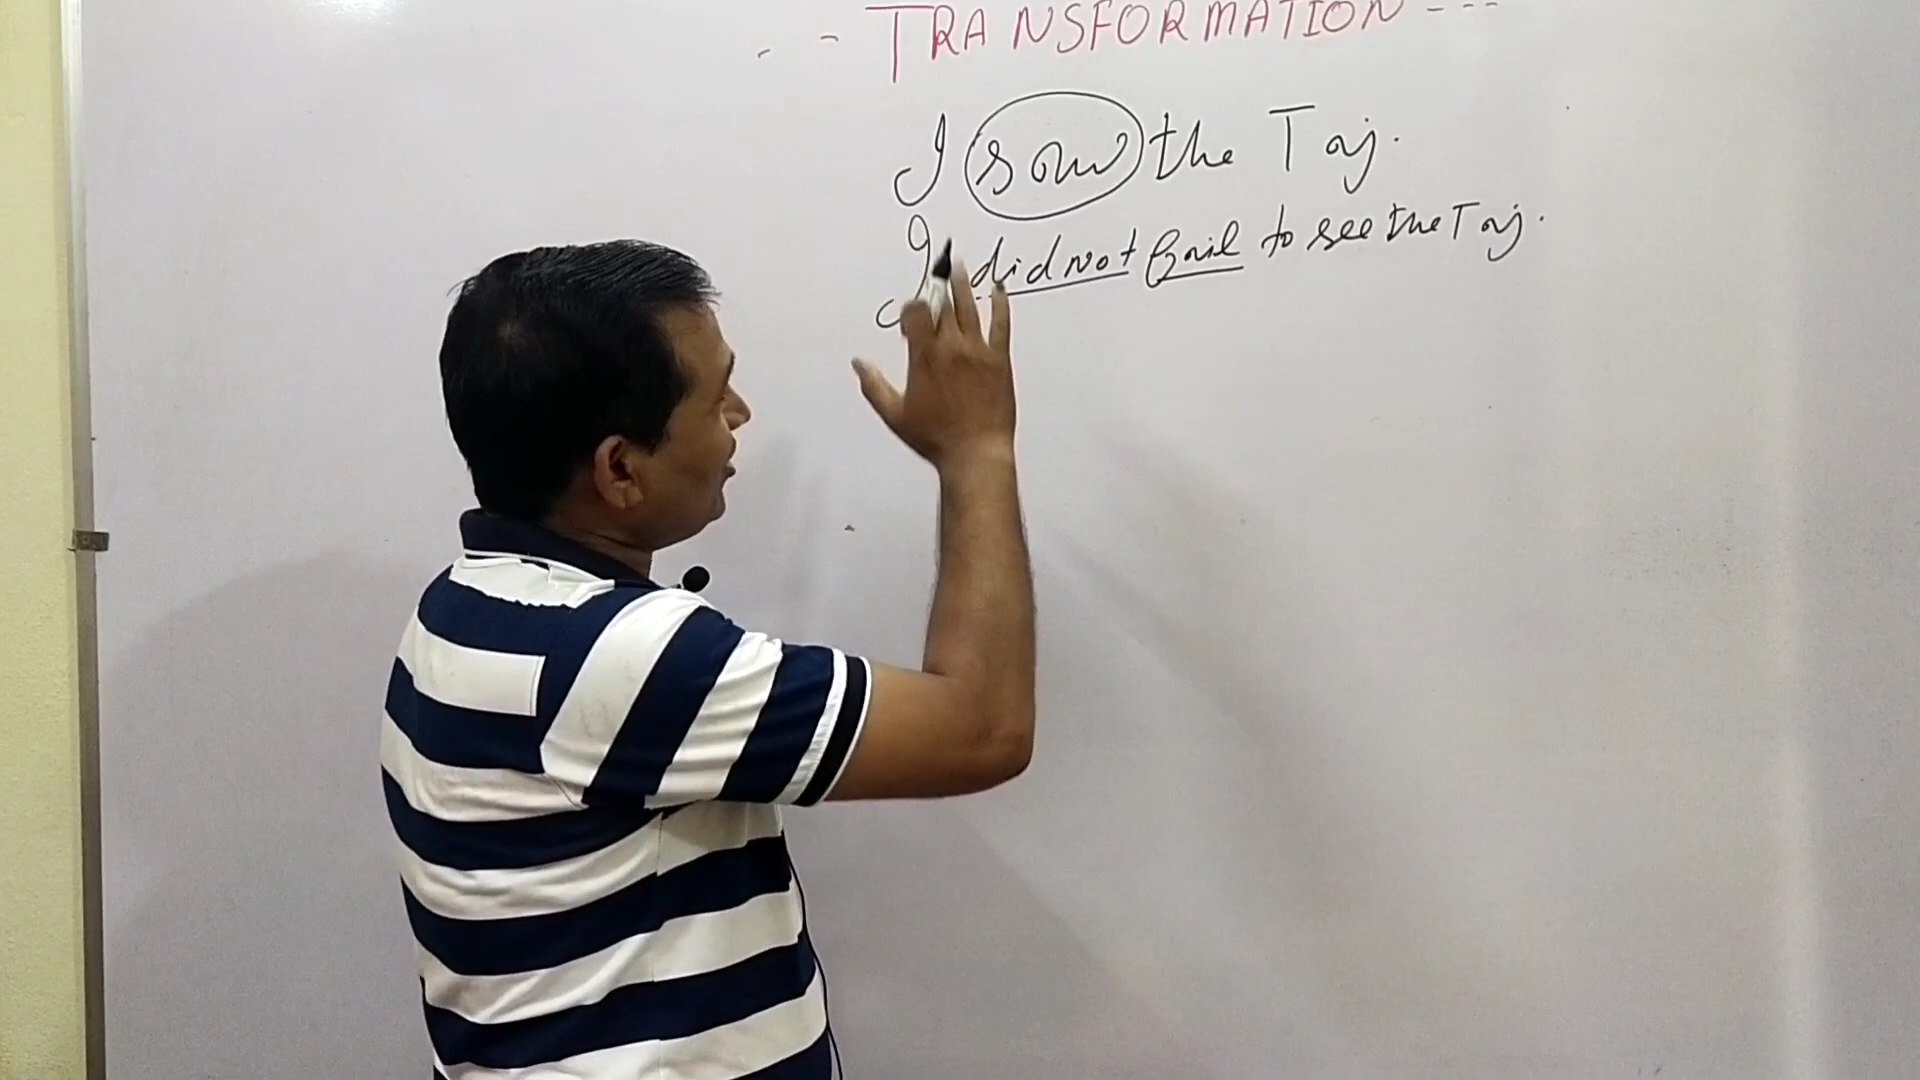 - - TRANSFORMATION - - -
I saw the Taj.
I did not fail to see the Taj.